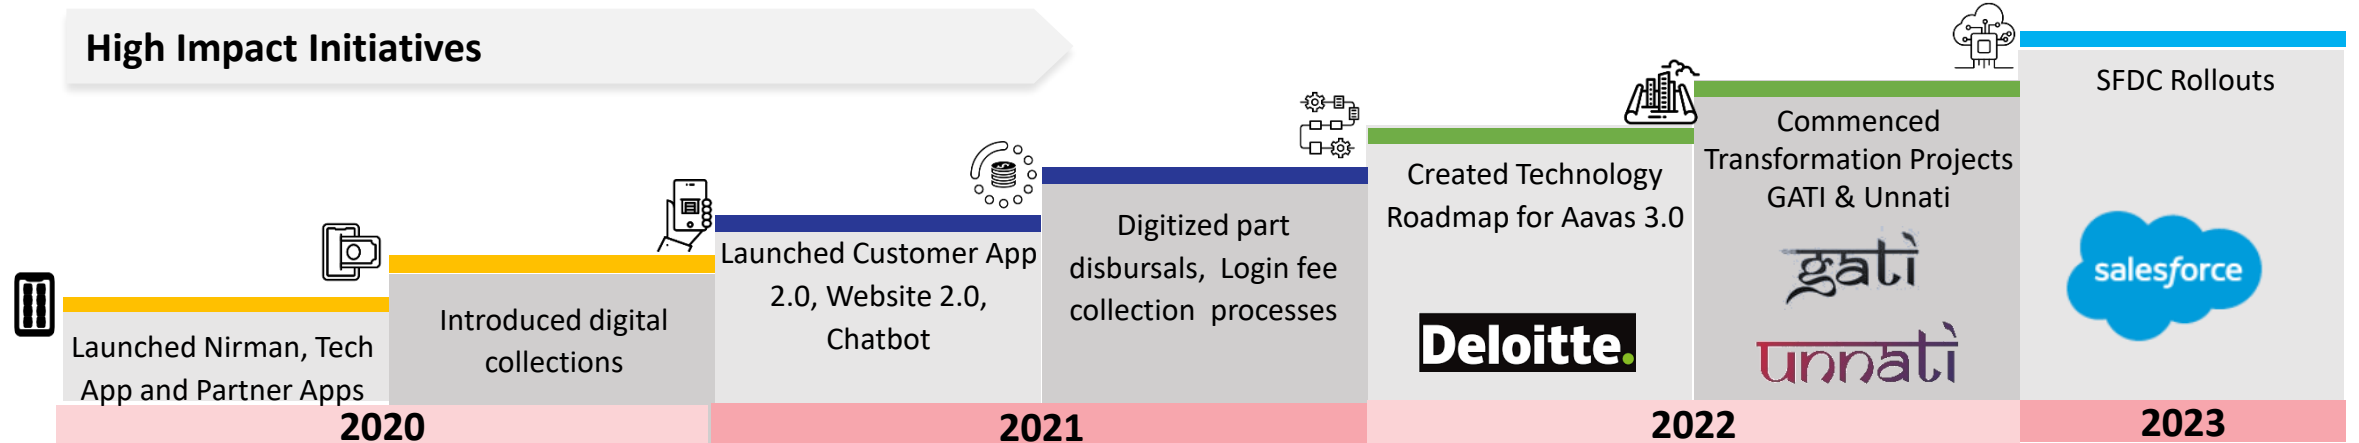 High Impact Initiatives
Launched Nirman, Tech
App and Partner Apps
Introduced digital
collections
Launched Customer App
2.0, Website 2.0,
Chatbot
Digitized part
disbursals, Login fee
collection processes
Created Technology
Roadmap for Aavas 3.0
Deloitte.
Commenced
Transformation Projects
GATI & Unnati
gati
unnati
SFDC Rollouts
salesforce
2020
2021
2022
2023